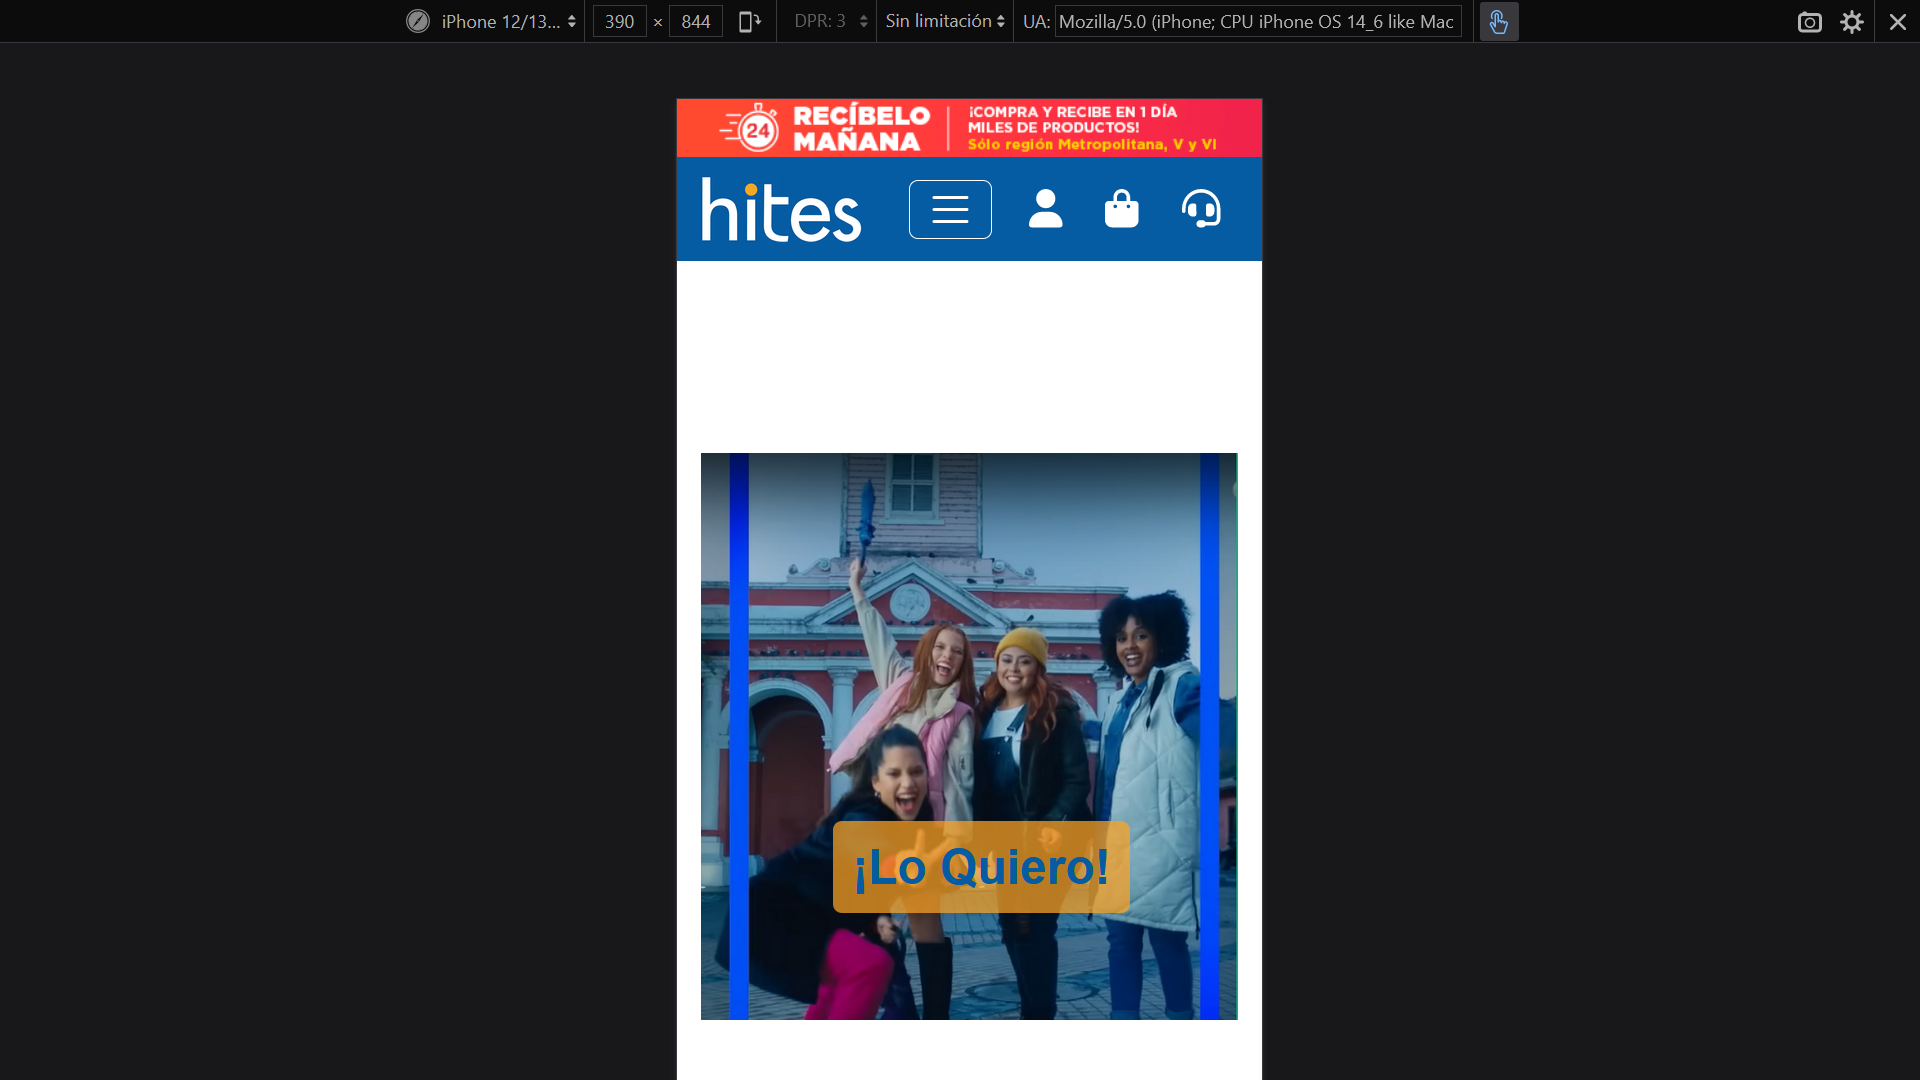 iPhone 12/13... 390 × 844 DPR: 3 Sin limitación UA: Mozilla/5.0 (iPhone; CPU iPhone OS 14_6 like Mac
24
RECÍBELO
MAÑANA
¡COMPRA Y RECIBE EN 1 DÍA
MILES DE PRODUCTOS!
Sólo región Metropolitana, V y VI
hites
¡Lo Quiero!